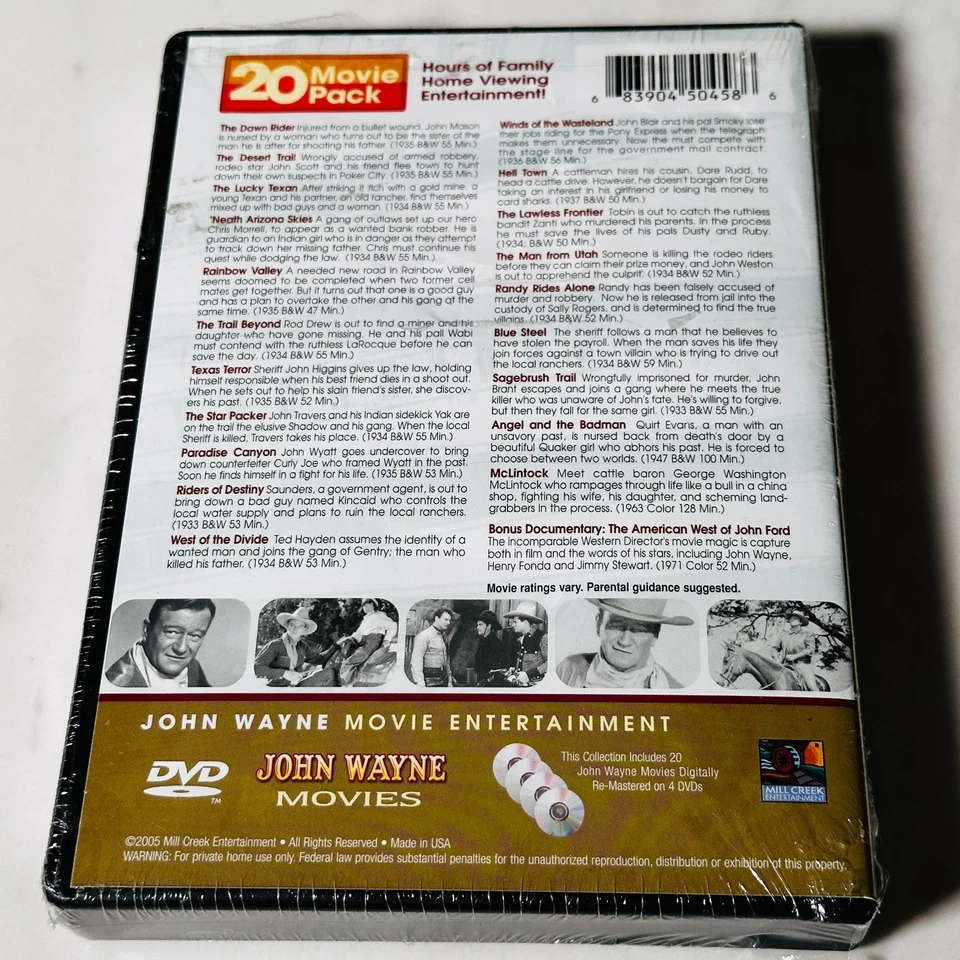 20 Movie
Pack
Hours of Family
Home Viewing
Entertainment!
6 83904 50458 6
The Dawn Rider Injured from a bullet wound, John Mason
is nursed by a woman who turns out to be the sister of the
man he is after for shooting his father. (1935 B&W 55 Min.)
The Desert Trail Wrongly accused of armed robbery,
rodeo star John Scott and his friend flee town to hunt
down their own suspects in Poker City. (1935 B&W 55 Min.)
The Lucky Texan After striking it rich with a gold mine, a
young Texan and his partner, an old rancher, find themselves
mixed up with bad guys and a woman. (1934 B&W 55 Min.)
'Neath Arizona Skies A gang of outlaws set up our hero
Chris Morrell, to appear as a wanted bank robber. He is
guardian to an Indian girl who is in danger as they attempt
to track down her missing father. Chris must continue his
quest while dodging the law. (1934 B&W 55 Min.)
Rainbow Valley A needed new road in Rainbow Valley
seems doomed to be completed when two former cell
mates get together. But it turns out that one is a good guy
and has a plan to overtake the other and his gang at the
same time. (1935 B&W 47 Min.)
The Trail Beyond Rod Drew is out to find a miner and his
daughter who have gone missing. He and his pall Wabi
must contend with the ruthless LaRocque before he can
save the day. (1934 B&W 55 Min.)
Texas Terror Sheriff John Higgins gives up the law, holding
himself responsible when his best friend dies in a shoot out.
When he sets out to help his slain friend's sister, she discov-
ers his past. (1935 B&W 52 Min.)
The Star Packer John Travers and his Indian sidekick Yak are
on the trail the elusive Shadow and his gang. When the local
Sheriff is killed, Travers takes his place. (1934 B&W 55 Min.)
Paradise Canyon John Wyatt goes undercover to bring
down counterfeiter Curly Joe who framed Wyatt in the past.
Soon he finds himself in a fight for his life. (1935 B&W 53 Min.)
Riders of Destiny Saunders, a government agent, is out to
bring down a bad guy named Kincaid who controls the
local water supply and plans to ruin the local ranchers.
(1933 B&W 53 Min.)
West of the Divide Ted Hayden assumes the identity of a
wanted man and joins the gang of Gentry; the man who
killed his father. (1934 B&W 53 Min.)
Winds of the Wasteland John Blair and his pal Smoky lose
their jobs riding for the Pony Express when the telegraph
makes them unnecessary. Now the must compete with
the stage line for the government mail contract.
(1936 B&W 56 Min.)
Hell Town A cattleman hires his cousin, Dare Rudd, to
head a cattle drive. However, he doesn't bargain for Dare
taking an interest in his girlfriend or losing his money to
card sharks. (1937 B&W 50 Min.)
The Lawless Frontier Tobin is out to catch the ruthless
bandit Zanti who murdered his parents. In the process
he must save the lives of his pals Dusty and Ruby.
(1934; B&W 50 Min.)
The Man from Utah Someone is killing the rodeo riders
before they can claim their prize money, and John Weston
is out to apprehend the culprit. (1934 B&W 52 Min.)
Randy Rides Alone Randy has been falsely accused of
murder and robbery. Now he is released from jail into the
custody of Sally Rogers, and is determined to find the true
villains. (1934 B&W 52 Min.)
Blue Steel The sheriff follows a man that he believes to
have stolen the payroll. When the man saves his life they
join forces against a town villain who is trying to drive out
the local ranchers. (1934 B&W 59 Min.)
Sagebrush Trail Wrongfully imprisoned for murder, John
Brant escapes and joins a gang where he meets the true
killer who was unaware of John's fate. He's willing to forgive,
but then they fall for the same girl. (1933 B&W 55 Min.)
Angel and the Badman Quirt Evans, a man with an
unsavory past, is nursed back from death's door by a
beautiful Quaker girl who abhors his past. He is forced to
choose between two worlds. (1947 B&W 100 Min.)
McLintock Meet cattle baron George Washington
McLintock who rampages through life like a bull in a china
shop, fighting his wife, his daughter, and scheming land-
grabbers in the process. (1963 Color 128 Min.)
Bonus Documentary: The American West of John Ford
The incomparable Western Director's movie magic is capture
both in film and the words of his stars, including John Wayne,
Henry Fonda and Jimmy Stewart. (1971 Color 52 Min.)
Movie ratings vary. Parental guidance suggested.
JOHN WAYNE MOVIE ENTERTAINMENT
DVD
TM
JOHN WAYNE
MOVIES
This Collection Includes 20
John Wayne Movies Digitally
Re-Mastered on 4 DVDs
MILL CREEK
ENTERTAINMENT
©2005 Mill Creek Entertainment • All Rights Reserved • Made in USA
WARNING: For private home use only. Federal law provides substantial penalties for the unauthorized reproduction, distribution or exhibition of this property.